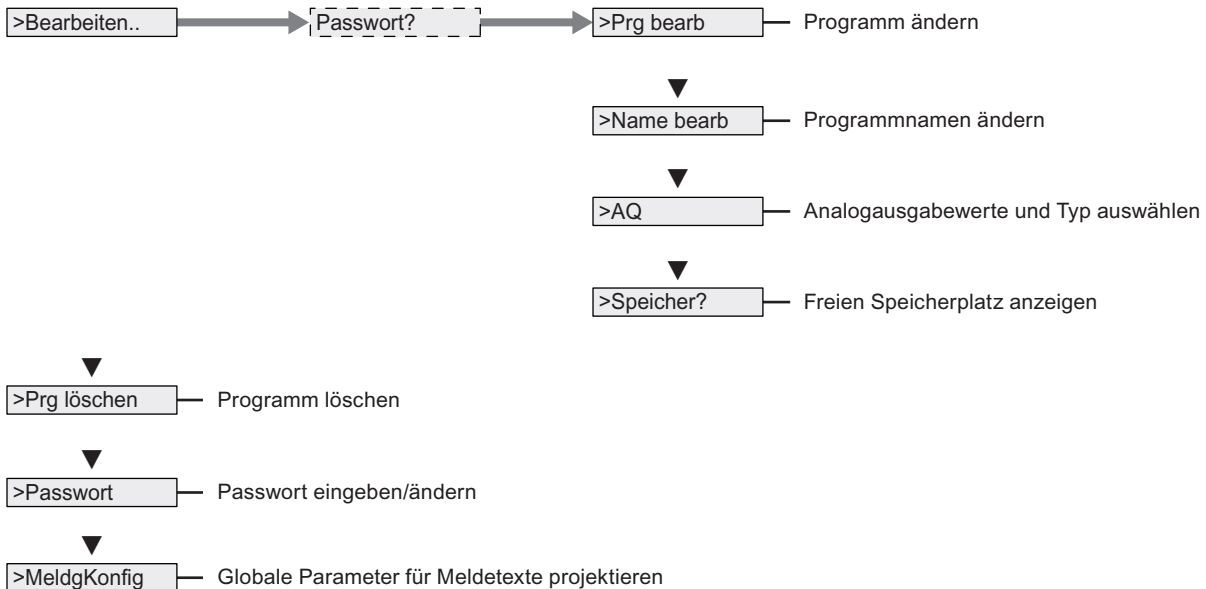 >Bearbeiten.. Passwort? >Prg bearb Programm ändern
>Name bearb Programmnamen ändern
>AQ Analogausgabewerte und Typ auswählen
>Speicher? Freien Speicherplatz anzeigen
>Prg löschen Programm löschen
>Passwort Passwort eingeben/ändern
>MeldgKonfig Globale Parameter für Meldetexte projektieren